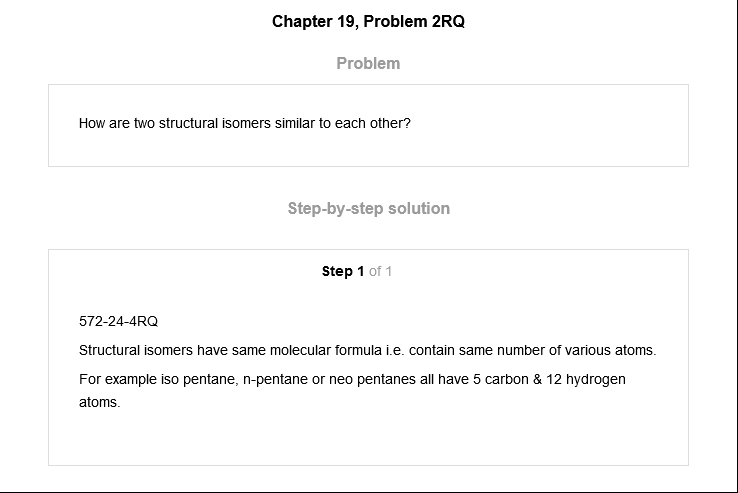 Chapter 19, Problem 2RQ
Problem
How are two structural isomers similar to each other?
Step-by-step solution
Step 1 of 1
572-24-4RQ
Structural isomers have same molecular formula i.e. contain same number of various atoms.
For example iso pentane, n-pentane or neo pentanes all have 5 carbon & 12 hydrogen
atoms.